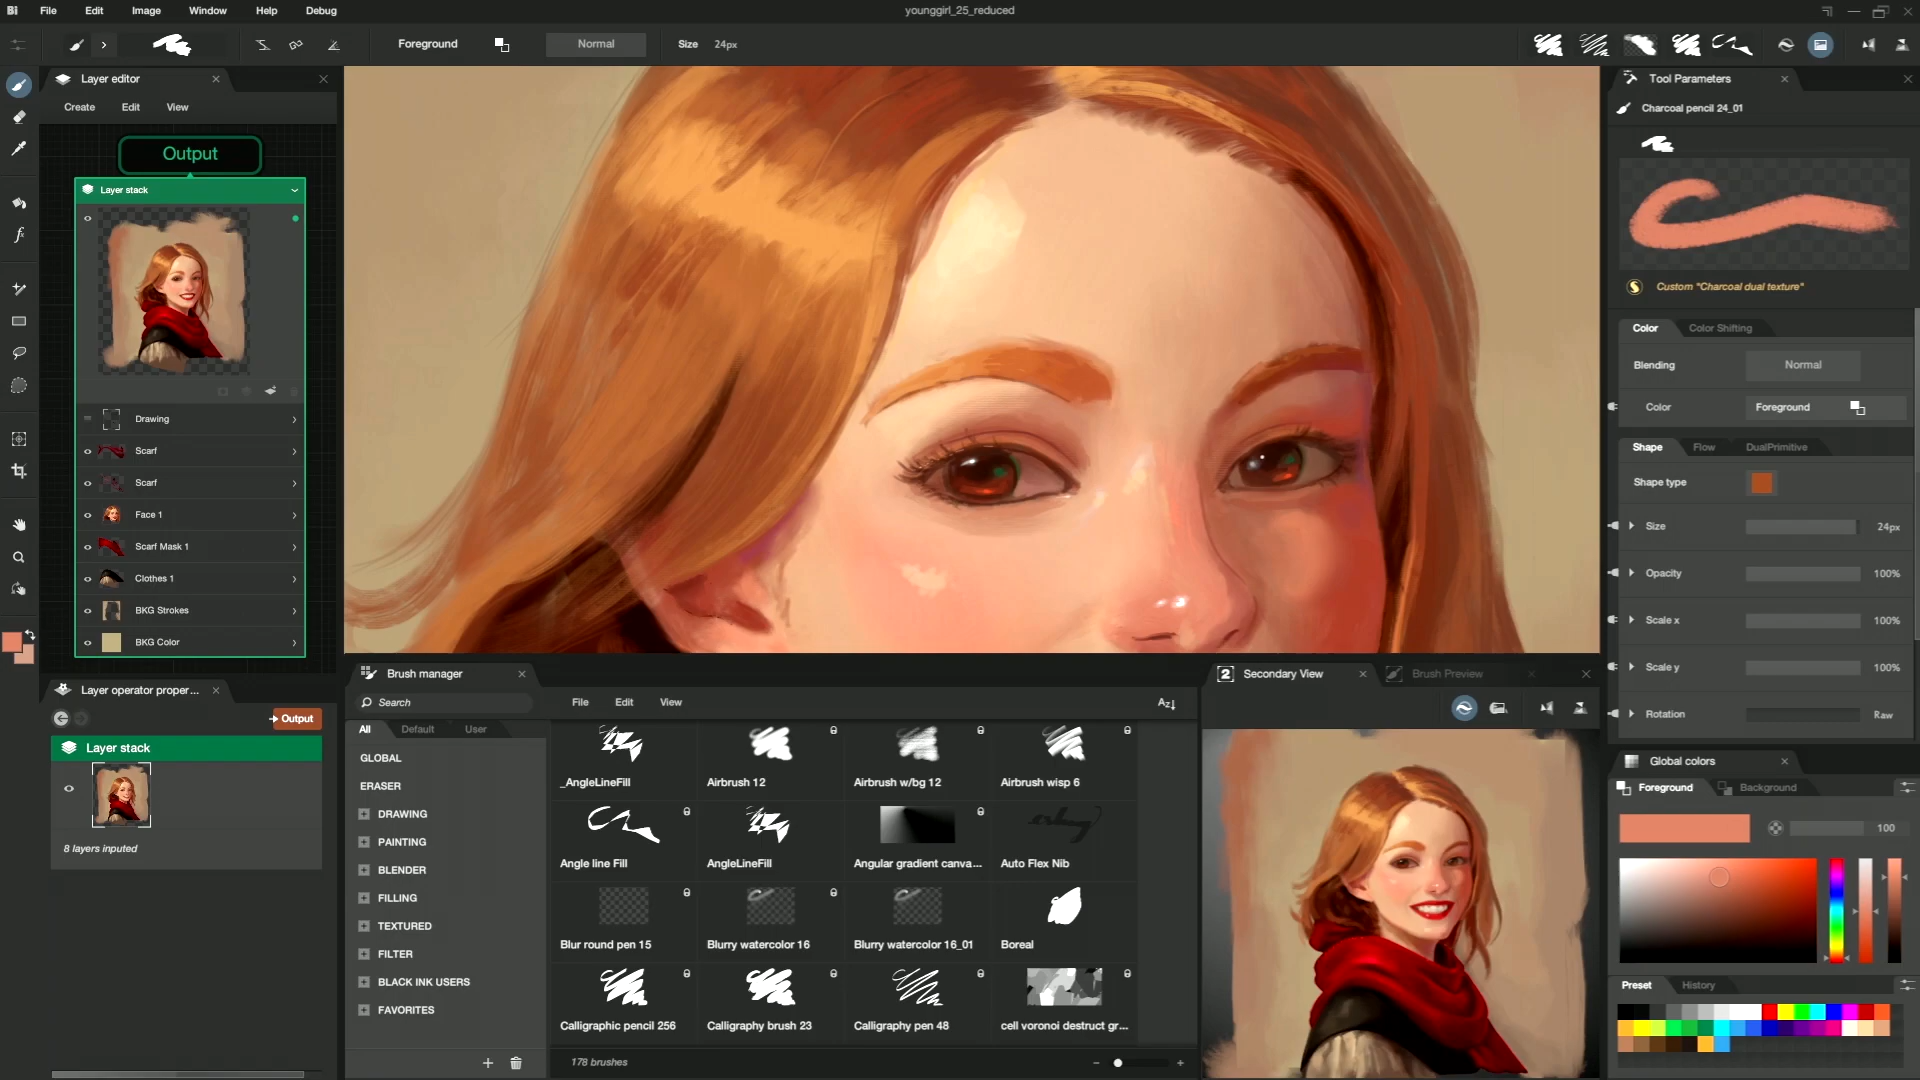 Bi File Edit Image Window Help Debug
younggirl_25_reduced
Foreground Normal Size 24px
Layer editor
Create Edit View
Output
Layer stack
Drawing
Scarf
Scarf
Face 1
Scarf Mask 1
Clothes 1
BKG Strokes
BKG Color
Layer operator proper...
Output
Layer stack
8 layers inputed
Brush manager
Search File Edit View AZ
All Default User
GLOBAL
ERASER
DRAWING
PAINTING
BLENDER
FILLING
TEXTURED
FILTER
BLACK INK USERS
FAVORITES
_AngleLineFill Airbrush 12 Airbrush w/bg 12 Airbrush wisp 6
Angle line Fill AngleLineFill Angular gradient canva... Auto Flex Nib
Blur round pen 15 Blurry watercolor 16 Blurry watercolor 16_01 Boreal
Calligraphic pencil 256 Calligraphy brush 23 Calligraphy pen 48 cell voronoi destruct gr...
178 brushes
2 Secondary View Brush Preview
Tool Parameters
Charcoal pencil 24_01
Custom "Charcoal dual texture"
Color Color Shifting
Blending Normal
Color Foreground
Shape Flow DualPrimitive
Shape type
Size 24px
Opacity 100%
Scale x 100%
Scale y 100%
Rotation Raw
Global colors
Foreground Background
100
Preset History